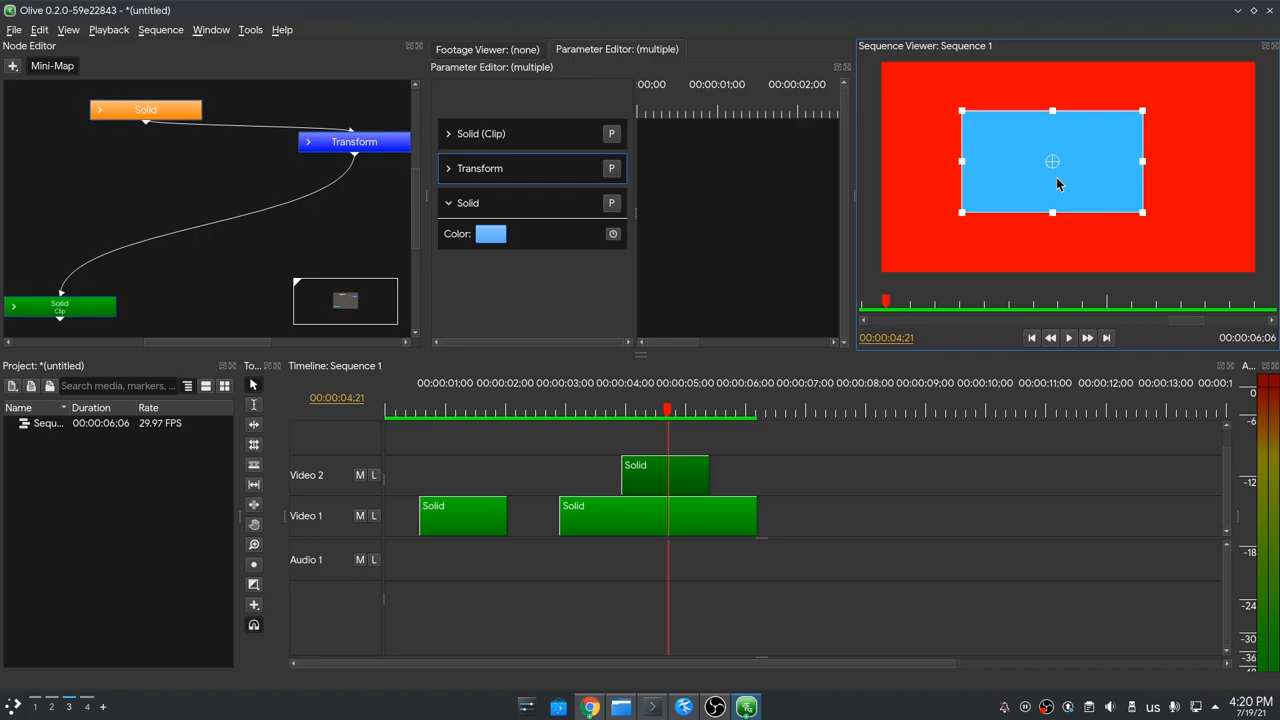 Olive 0.2.0-59e22843 - *(untitled)
File Edit View Playback Sequence Window Tools Help
Node Editor
Mini-Map
Solid
Transform
Solid
Clip
Footage Viewer: (none)
Parameter Editor: (multiple)
Parameter Editor: (multiple)
:00;00 00:00:01;00 00:00:02;00
Solid (Clip) P
Transform P
Solid P
Color:
Sequence Viewer: Sequence 1
00:00:04;21
00:00:06;06
Project: *(untitled)
Search media, markers, ...
Name Duration Rate
Sequ... 00:00:06;06 29.97 FPS
To...
Timeline: Sequence 1
00:00:04;21
00:00:01;00 00:00:02;00 00:00:03;00 00:00:04;00 00:00:05;00 00:00:06;00 00:00:07;00 00:00:08;00 00:00:09;00 00:00:10;00 00:00:11;00 00:00:12;00 00:00:13;00 00:00:1
Video 2 M L
Solid
Video 1 M L
Solid
Solid
Audio 1 M L
A...
0
-6
-12
-18
-24
-30
-36
1 2 3 4 +
us
4:20 PM
7/19/21